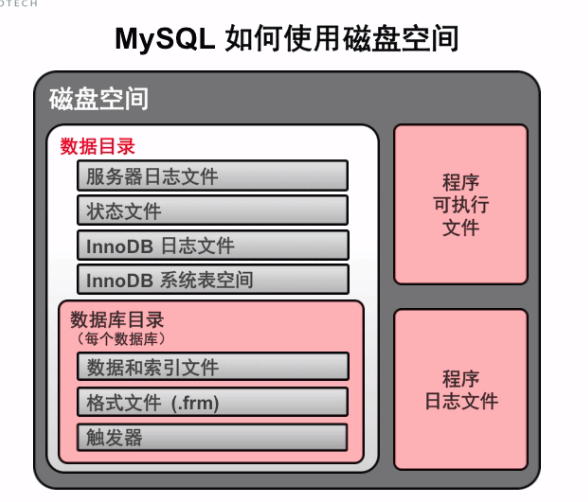 OTECH
MySQL 如何使用磁盘空间
磁盘空间
数据目录
服务器日志文件
状态文件
InnoDB 日志文件
InnoDB 系统表空间
数据库目录
（每个数据库）
数据和索引文件
格式文件 (.frm)
触发器
程序
可执行
文件
程序
日志文件